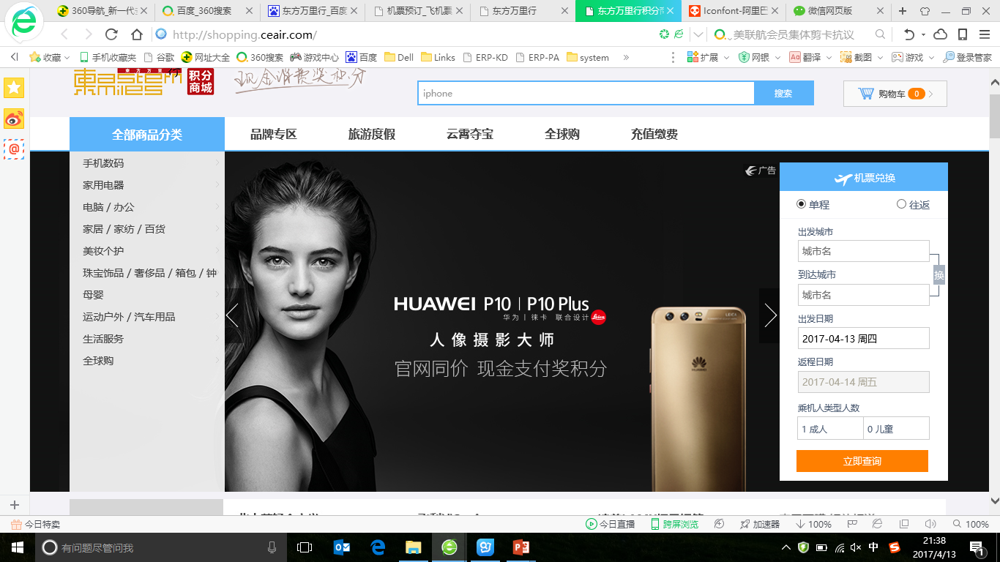 360导航_新一代
百度_360搜索
东方万里行_百度
机票预订_飞机票
东方万里行
东方万里行积分商
Iconfont-阿里巴
微信网页版
http://shopping.ceair.com/
美联航会员集体剪卡抗议
收藏 手机收藏夹 谷歌 网址大全 360搜索 游戏中心 百度 Dell Links ERP-KD ERP-PA system » 扩展 网银 翻译 截图 游戏 登录管家
积分商城
现金消费奖积分
iphone
搜索
购物车 0
全部商品分类 品牌专区 旅游度假 云霄夺宝 全球购 充值缴费
手机数码
家用电器
电脑 / 办公
家居 / 家纺 / 百货
美妆个护
珠宝饰品 / 奢侈品 / 箱包 / 钟
母婴
运动户外 / 汽车用品
生活服务
全球购
广告
HUAWEI P10 | P10 Plus
华为 | 徕卡 联合设计 Leica
人像摄影大师
官网同价 现金支付奖积分
LEICA
HUAWEI
机票兑换
单程 往返
出发城市
城市名
换
到达城市
城市名
出发日期
2017-04-13 周四
返程日期
2017-04-14 周五
乘机人类型人数
1 成人 0 儿童
立即查询
今日特卖 今日直播 跨屏浏览 加速器 100% 100%
有问题尽管问我
中
21:38
2017/4/13
1